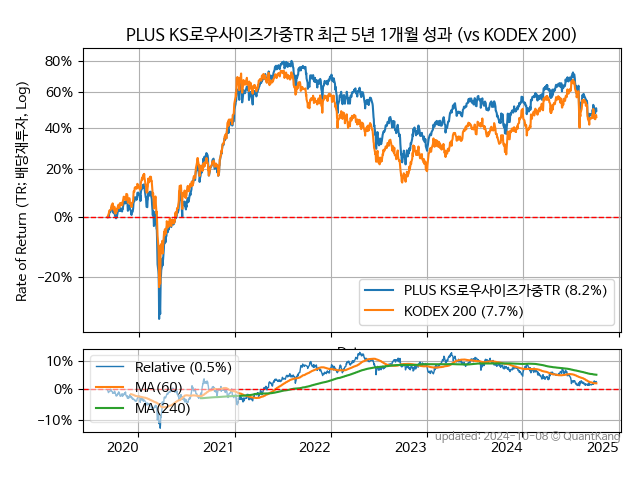 PLUS KS로우사이즈가중TR 최근 5년 1개월 성과 (vs KODEX 200)
Rate of Return (TR: 배당재투자, Log)
80%
60%
40%
20%
0%
−20%
PLUS KS로우사이즈가중TR (8.2%)
KODEX 200 (7.7%)
10%
0%
−10%
Relative (0.5%)
MA(60)
MA(240)
2020 2021 2022 2023 2024 2025
updated: 2024-10-08 © QuantKang